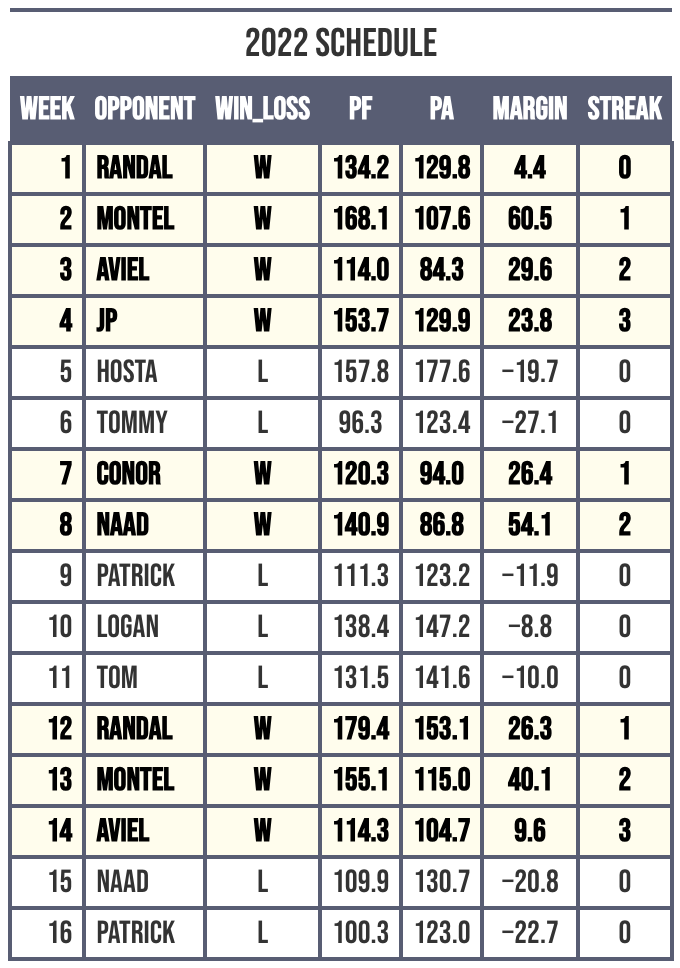 2022 SCHEDULE
WEEK OPPONENT WIN_LOSS PF PA MARGIN STREAK
1 RANDAL W 134.2 129.8 4.4 0
2 MONTEL W 168.1 107.6 60.5 1
3 AVIEL W 114.0 84.3 29.6 2
4 JP W 153.7 129.9 23.8 3
5 HOSTA L 157.8 177.6 −19.7 0
6 TOMMY L 96.3 123.4 −27.1 0
7 CONOR W 120.3 94.0 26.4 1
8 NAAD W 140.9 86.8 54.1 2
9 PATRICK L 111.3 123.2 −11.9 0
10 LOGAN L 138.4 147.2 −8.8 0
11 TOM L 131.5 141.6 −10.0 0
12 RANDAL W 179.4 153.1 26.3 1
13 MONTEL W 155.1 115.0 40.1 2
14 AVIEL W 114.3 104.7 9.6 3
15 NAAD L 109.9 130.7 −20.8 0
16 PATRICK L 100.3 123.0 −22.7 0